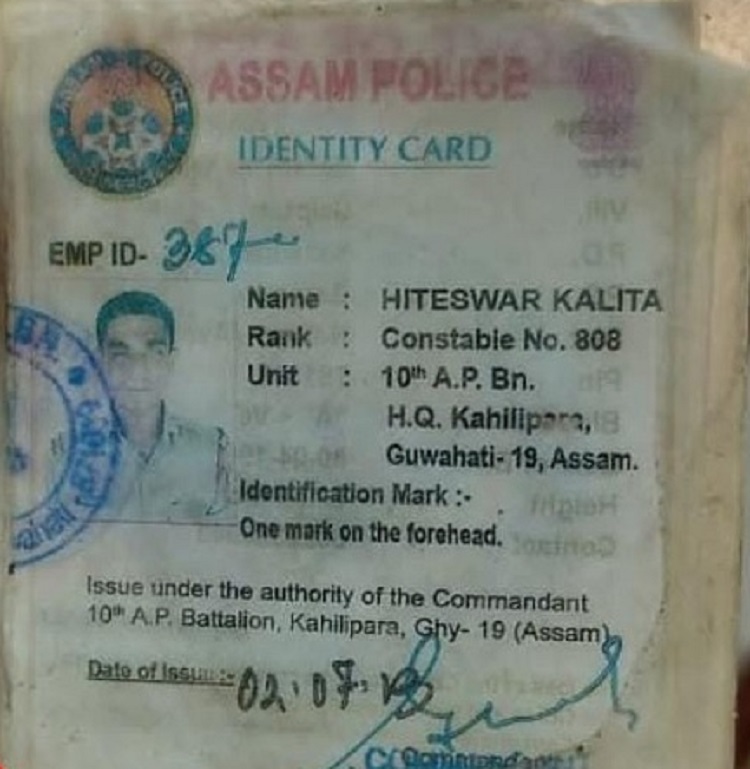 ASSAM POLICE
IDENTITY CARD
EMP ID- 387
Name : HITESWAR KALITA
Rank : Constable No. 808
Unit : 10th A.P. Bn.
H.Q. Kahilipara,
Guwahati- 19, Assam.
Identification Mark :-
One mark on the forehead.
Issue under the authority of the Commandant
10th A.P. Battalion, Kahilipara, Ghy- 19 (Assam)
Date of Issue :- 02.07.
Commandant